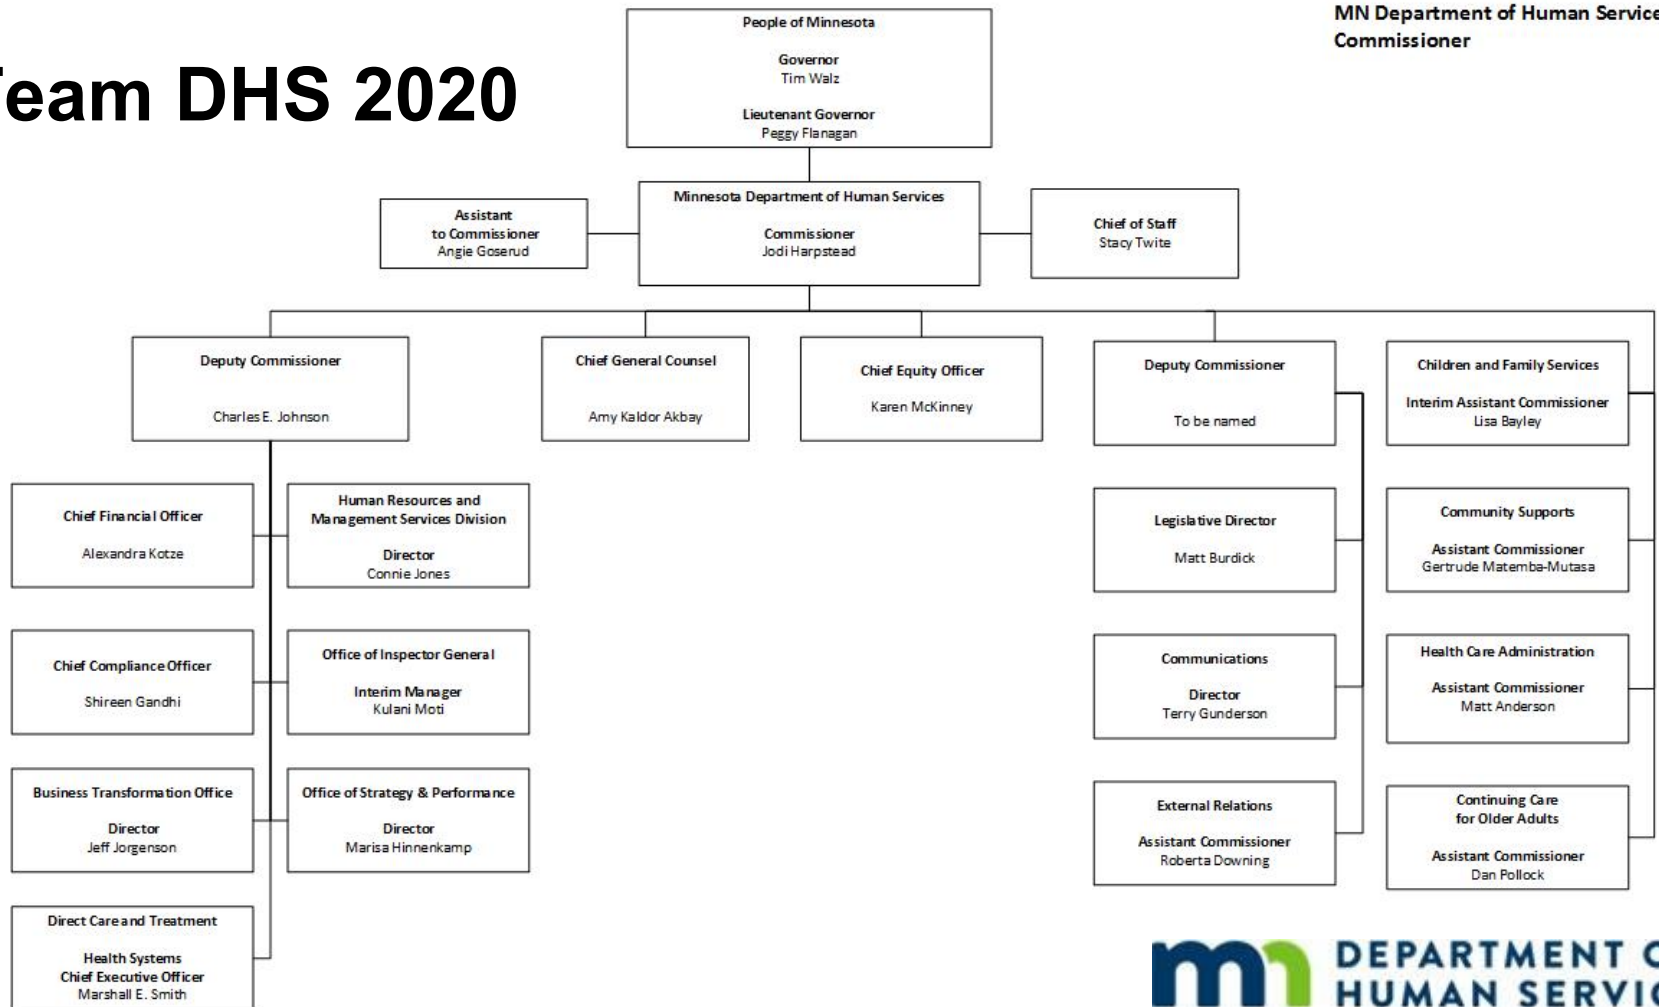 Team DHS 2020
MN Department of Human Service
Commissioner
People of Minnesota
Governor
Tim Walz
Lieutenant Governor
Peggy Flanagan
Assistant
to Commissioner
Angie Goserud
Minnesota Department of Human Services
Commissioner
Jodi Harpstead
Chief of Staff
Stacy Twite
Deputy Commissioner
Charles E. Johnson
Chief General Counsel
Amy Kaldor Akbay
Chief Equity Officer
Karen McKinney
Deputy Commissioner
To be named
Children and Family Services
Interim Assistant Commissioner
Lisa Bayley
Chief Financial Officer
Alexandra Kotze
Human Resources and
Management Services Division
Director
Connie Jones
Legislative Director
Matt Burdick
Community Supports
Assistant Commissioner
Gertrude Matemba-Mutasa
Chief Compliance Officer
Shireen Gandhi
Office of Inspector General
Interim Manager
Kulani Moti
Communications
Director
Terry Gunderson
Health Care Administration
Assistant Commissioner
Matt Anderson
Business Transformation Office
Director
Jeff Jorgenson
Office of Strategy & Performance
Director
Marisa Hinnenkamp
External Relations
Assistant Commissioner
Roberta Downing
Continuing Care
for Older Adults
Assistant Commissioner
Dan Pollock
Direct Care and Treatment
Health Systems
Chief Executive Officer
Marshall E. Smith
mn
DEPARTMENT O
HUMAN SERVIC